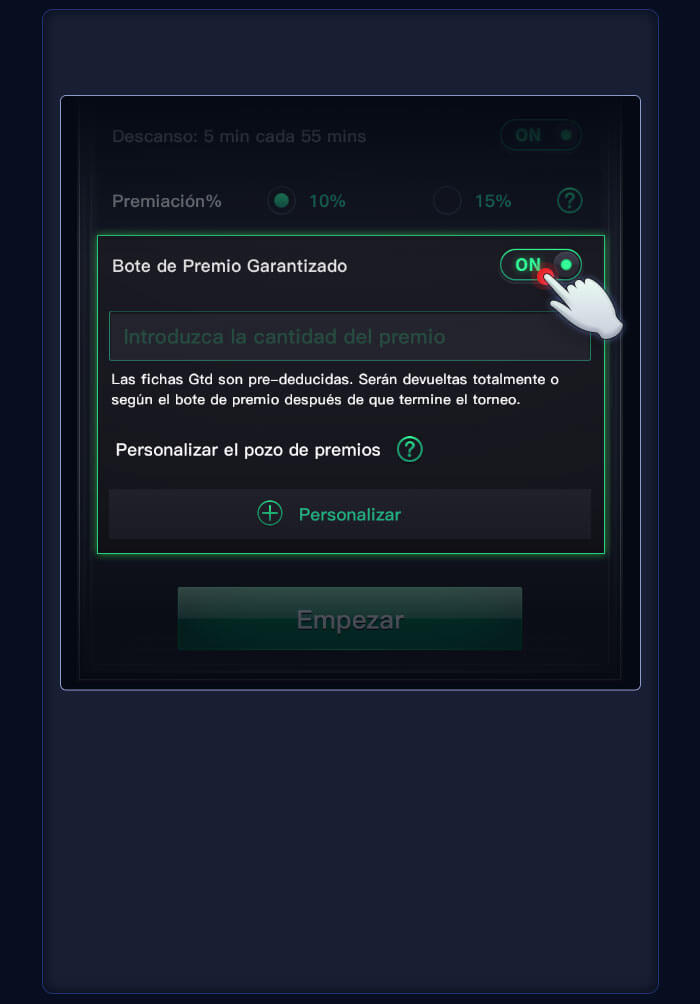 Descanso: 5 min cada 55 mins ON
Premiación% 10% 15% ?
Bote de Premio Garantizado ON
Introduzca la cantidad del premio
Las fichas Gtd son pre-deducidas. Serán devueltas totalmente o
según el bote de premio después de que termine el torneo.
Personalizar el pozo de premios ?
Personalizar
Empezar